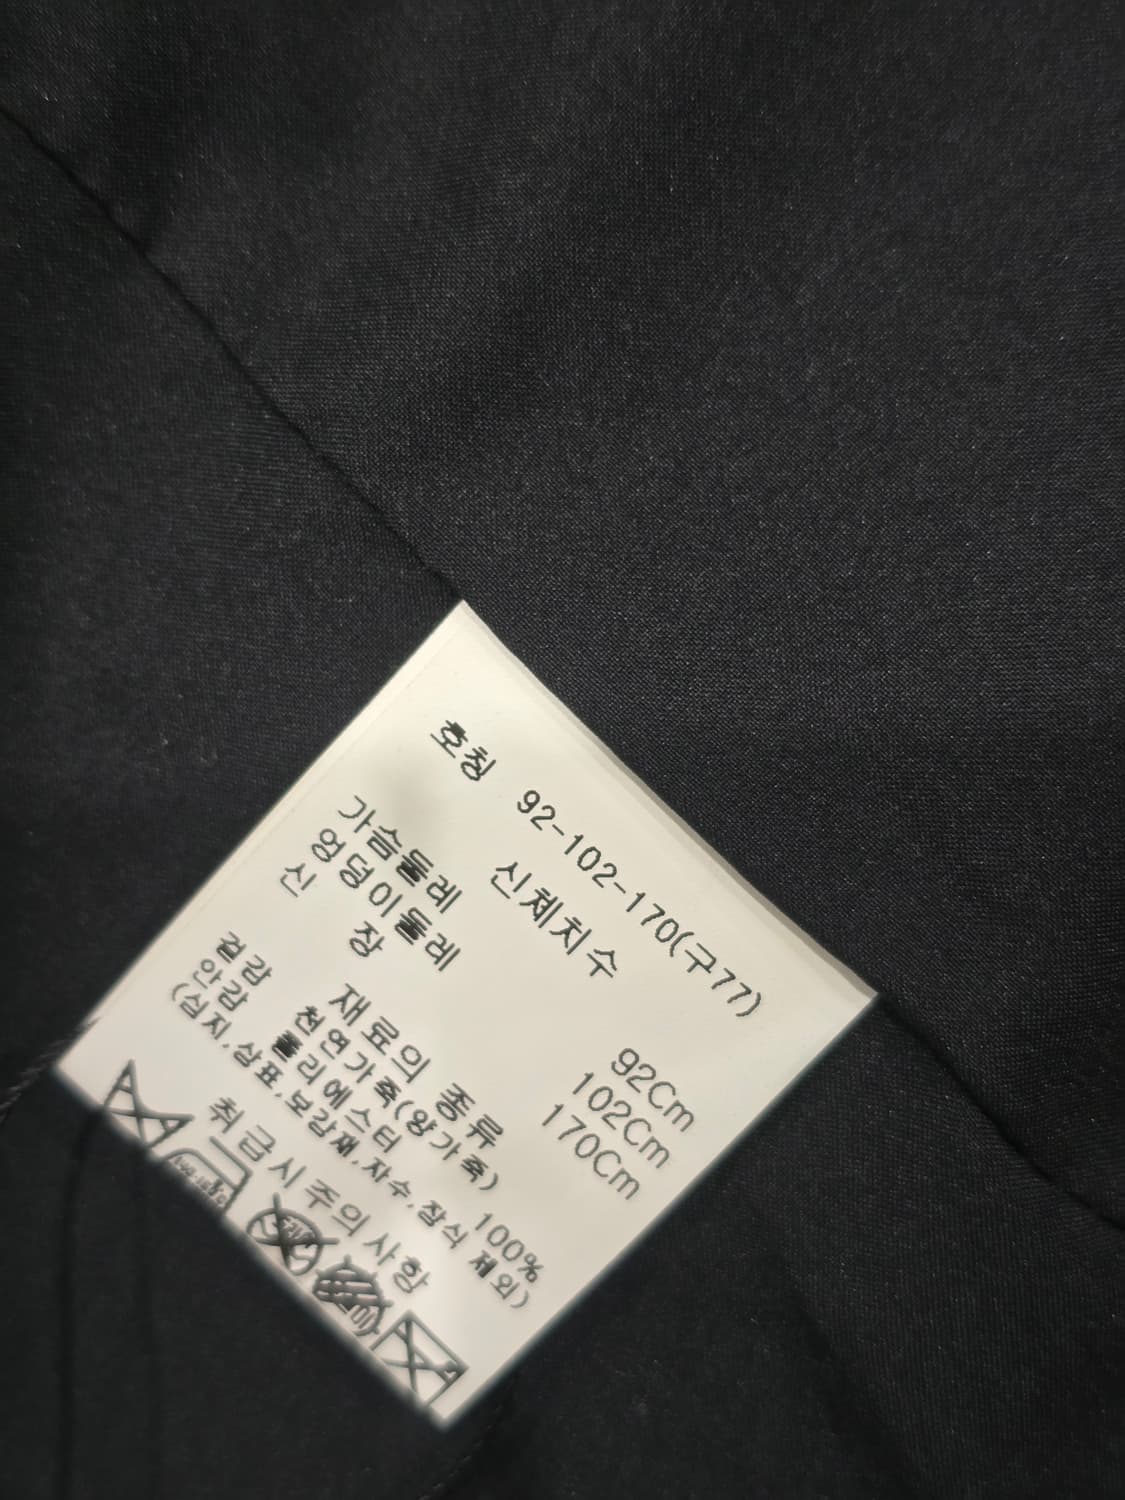 호칭 92-102-170(구77)
신체치수
가슴둘레 92Cm
엉덩이둘레 102Cm
신 장 170Cm
재료의 종류
겉감 천연가죽(양가죽)
안감 폴리에스터 100%
(심지,상표,보강재,자수,장식 제외)
취급시주의사항